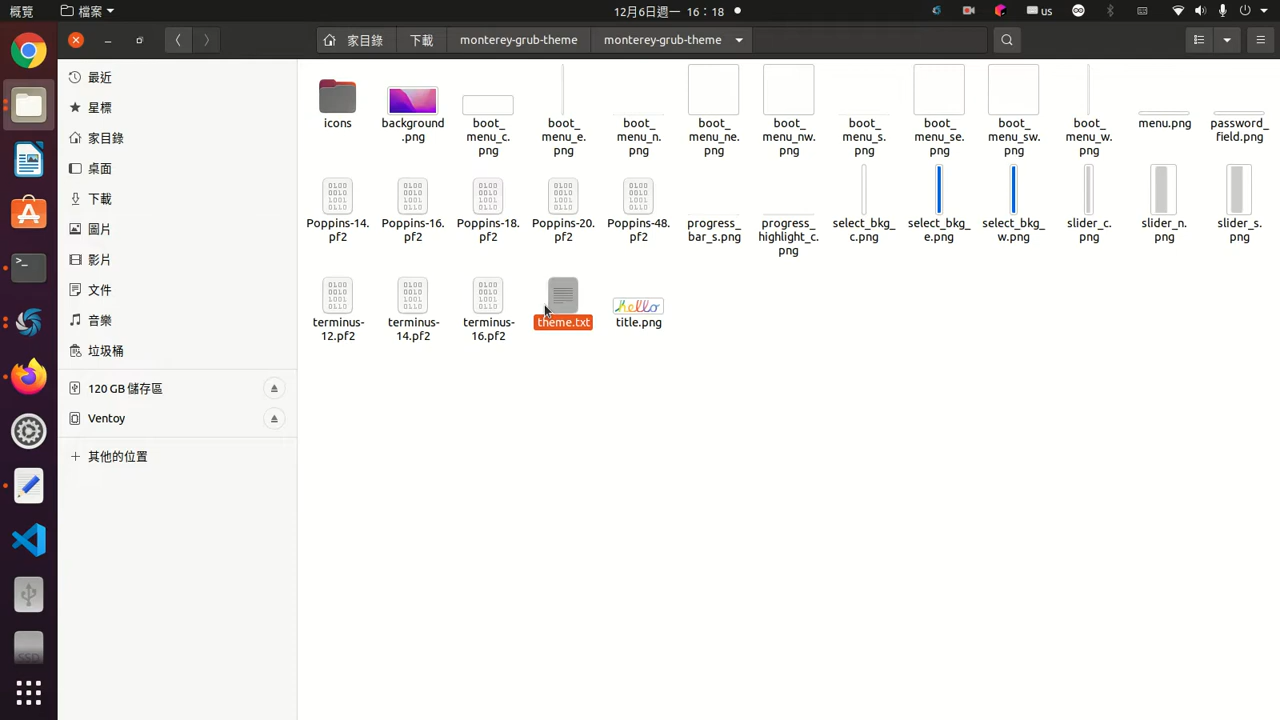 概覽
檔案
12月6日週一 16：18
us
家目錄
下載
monterey-grub-theme
monterey-grub-theme
最近
星標
家目錄
桌面
下載
圖片
影片
文件
音樂
垃圾桶
120 GB 儲存區
Ventoy
其他的位置
icons
background
.png
boot_
menu_c.
png
boot_
menu_e.
png
boot_
menu_n.
png
boot_
menu_ne.
png
boot_
menu_nw.
png
boot_
menu_s.
png
boot_
menu_se.
png
boot_
menu_sw.
png
boot_
menu_w.
png
menu.png
password_
field.png
Poppins-14.
pf2
Poppins-16.
pf2
Poppins-18.
pf2
Poppins-20.
pf2
Poppins-48.
pf2
progress_
bar_s.png
progress_
highlight_c.
png
select_bkg_
c.png
select_bkg_
e.png
select_bkg_
w.png
slider_c.
png
slider_n.
png
slider_s.
png
terminus-
12.pf2
terminus-
14.pf2
terminus-
16.pf2
theme.txt
hello
title.png
SSD